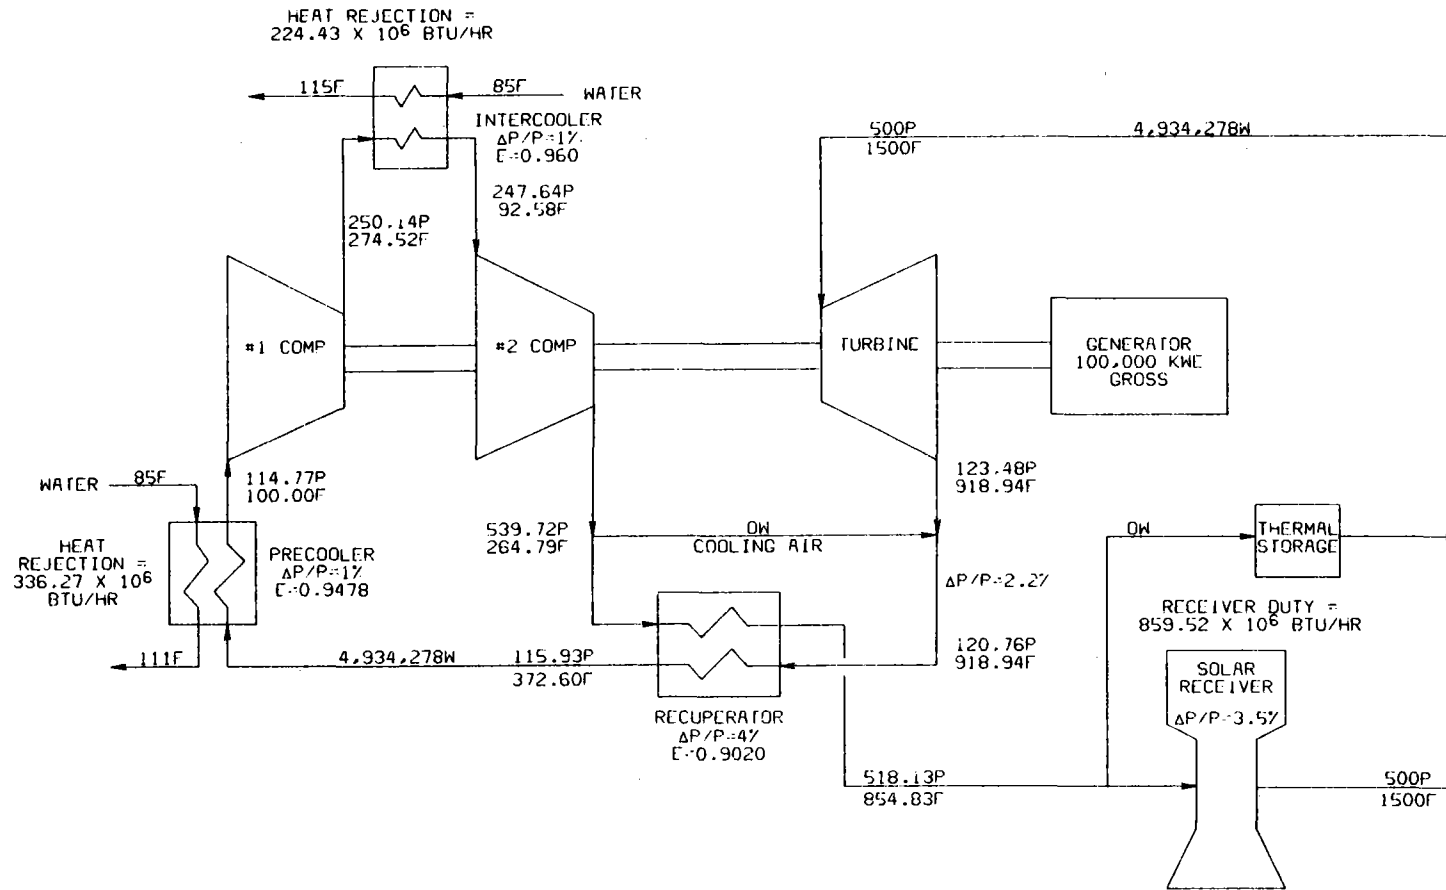 HEAT REJECTION =
224.43 X 10⁶ BTU/HR
115F
85F
WATER
INTERCOOLER
ΔP/P=1%
E=0.960
500P
1500F
4,934,278W
247.64P
92.58F
250.14P
274.52F
#1 COMP
#2 COMP
TURBINE
GENERATOR
100,000 KWE
GROSS
WATER
85F
114.77P
100.00F
123.48P
918.94F
HEAT
REJECTION =
336.27 X 10⁶
BTU/HR
PRECOOLER
ΔP/P=1%
E=0.9478
539.72P
264.79F
0W
COOLING AIR
0W
THERMAL
STORAGE
ΔP/P=2.2%
RECEIVER DUTY =
859.52 X 10⁶ BTU/HR
111F
4,934,278W
115.93P
372.60F
120.76P
918.94F
SOLAR
RECEIVER
ΔP/P=3.5%
RECUPERATOR
ΔP/P=4%
E=0.9020
518.13P
854.83F
500P
1500F